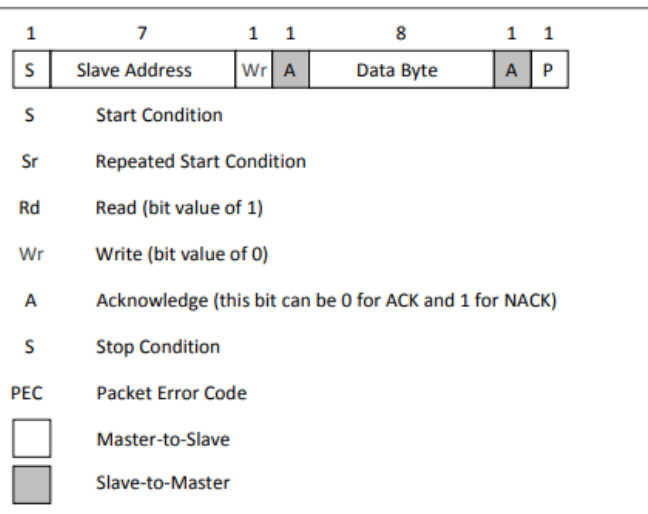 1 7 1 1 8 1 1
S Slave Address Wr A Data Byte A P
S Start Condition
Sr Repeated Start Condition
Rd Read (bit value of 1)
Wr Write (bit value of 0)
A Acknowledge (this bit can be 0 for ACK and 1 for NACK)
S Stop Condition
PEC Packet Error Code
Master-to-Slave
Slave-to-Master